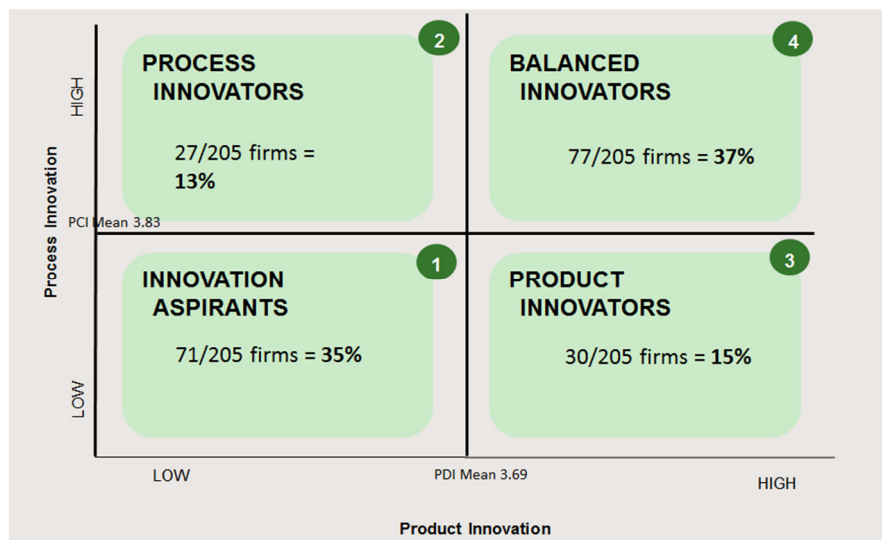 2
PROCESS
INNOVATORS
27/205 firms =
13%
4
BALANCED
INNOVATORS
77/205 firms = 37%
HIGH
Process Innovation
PCI Mean 3.83
1
INNOVATION
ASPIRANTS
71/205 firms = 35%
3
PRODUCT
INNOVATORS
30/205 firms = 15%
LOW
LOW
PDI Mean 3.69
HIGH
Product Innovation